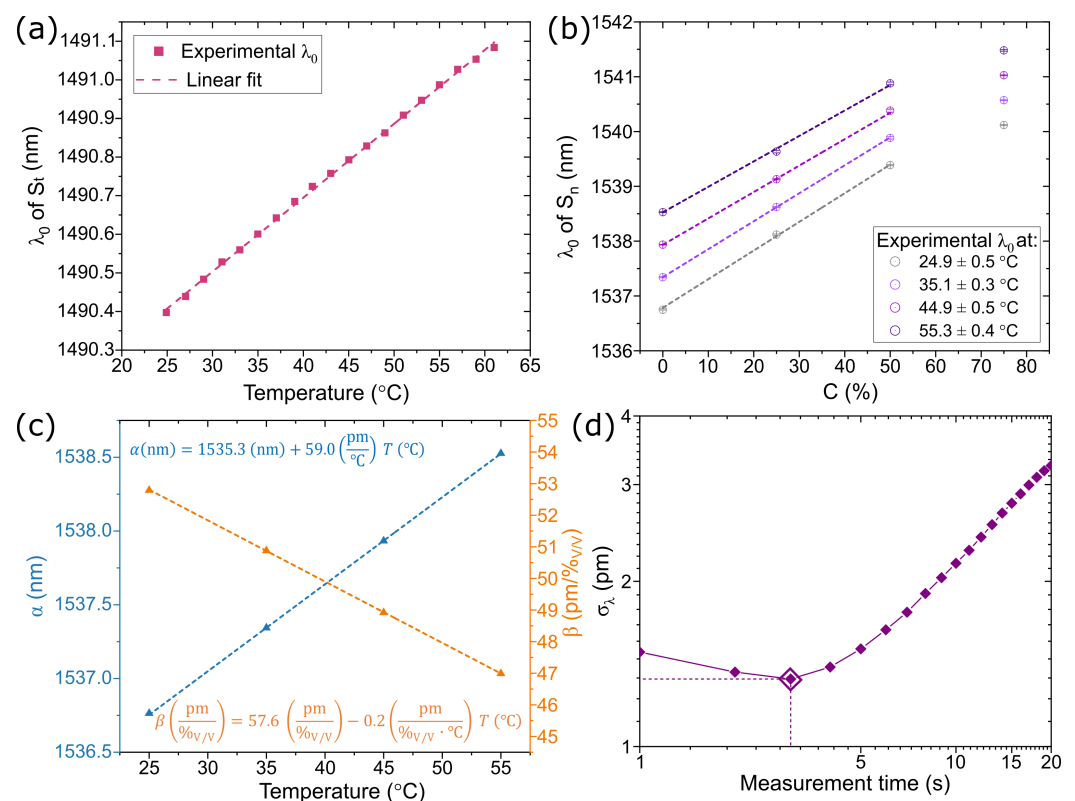 (a)
1491.1
1491.0
1490.9
1490.8
1490.7
1490.6
1490.5
1490.4
1490.3
λ₀ of St (nm)
Experimental λ₀
Linear fit
20 25 30 35 40 45 50 55 60 65
Temperature (°C)
(b)
1542
1541
1540
1539
1538
1537
1536
λ₀ of Sₙ (nm)
Experimental λ₀ at:
24.9 ± 0.5 °C
35.1 ± 0.3 °C
44.9 ± 0.5 °C
55.3 ± 0.4 °C
0 10 20 30 40 50 60 70 80
C (%)
(c)
1538.5
1538.0
1537.5
1537.0
1536.5
α (nm)
α(nm) = 1535.3 (nm) + 59.0 (pm/°C) T (°C)
β (pm/%V/V) = 57.6 (pm/%V/V) − 0.2 (pm/%V/V · °C) T (°C)
55
54
53
52
51
50
49
48
47
46
45
β (pm/%V/V)
25 30 35 40 45 50 55
Temperature (°C)
(d)
4
3
2
1
σλ (pm)
1 5 10 15 20
Measurement time (s)